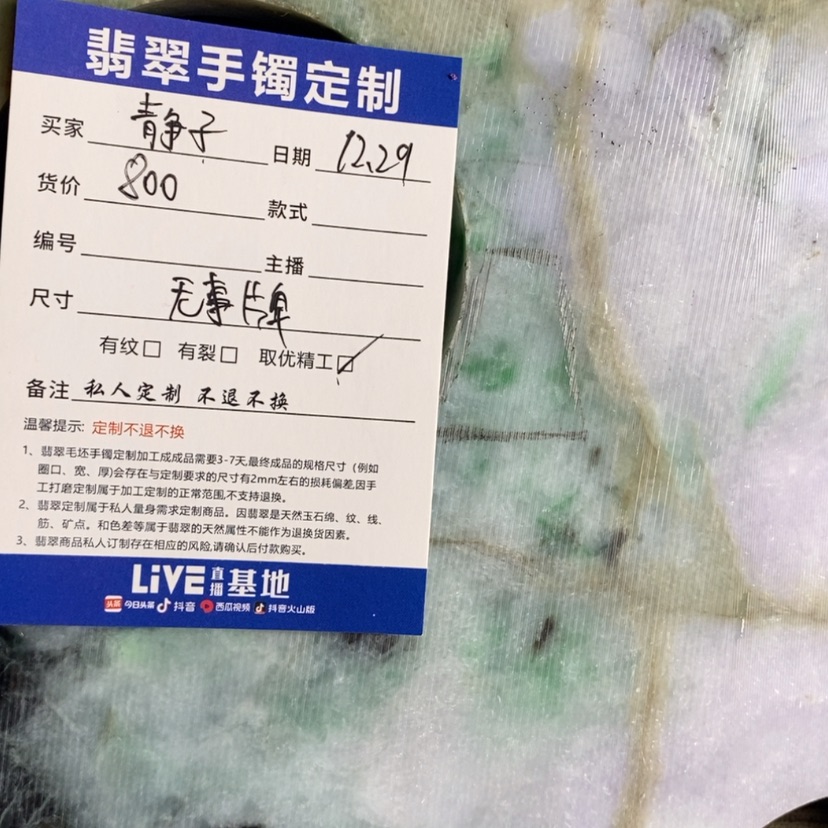 翡翠手镯定制
买家 青争子 日期 12.29
货价 800 款式
编号 主播
尺寸 无事牌
有纹□ 有裂□ 取优精工☑
备注 私人定制 不退不换
温馨提示: 定制不退不换
1、翡翠毛坯手镯定制加工成成品需要3-7天,最终成品的规格尺寸 (例如
圈口、宽、厚)会存在与定制要求的尺寸有2mm左右的损耗偏差,因手
工打磨定制属于加工定制的正常范围,不支持退换。
2、翡翠定制属于私人量身需求定制商品。因翡翠是天然玉石绵、纹、线、
筋、矿点。和色差等属于翡翠的天然属性不能作为退换货因素。
3、翡翠商品私人订制存在相应的风险,请确认后付款购买。
LiVE直播基地
头条 今日头条 抖音 西瓜视频 抖音火山版